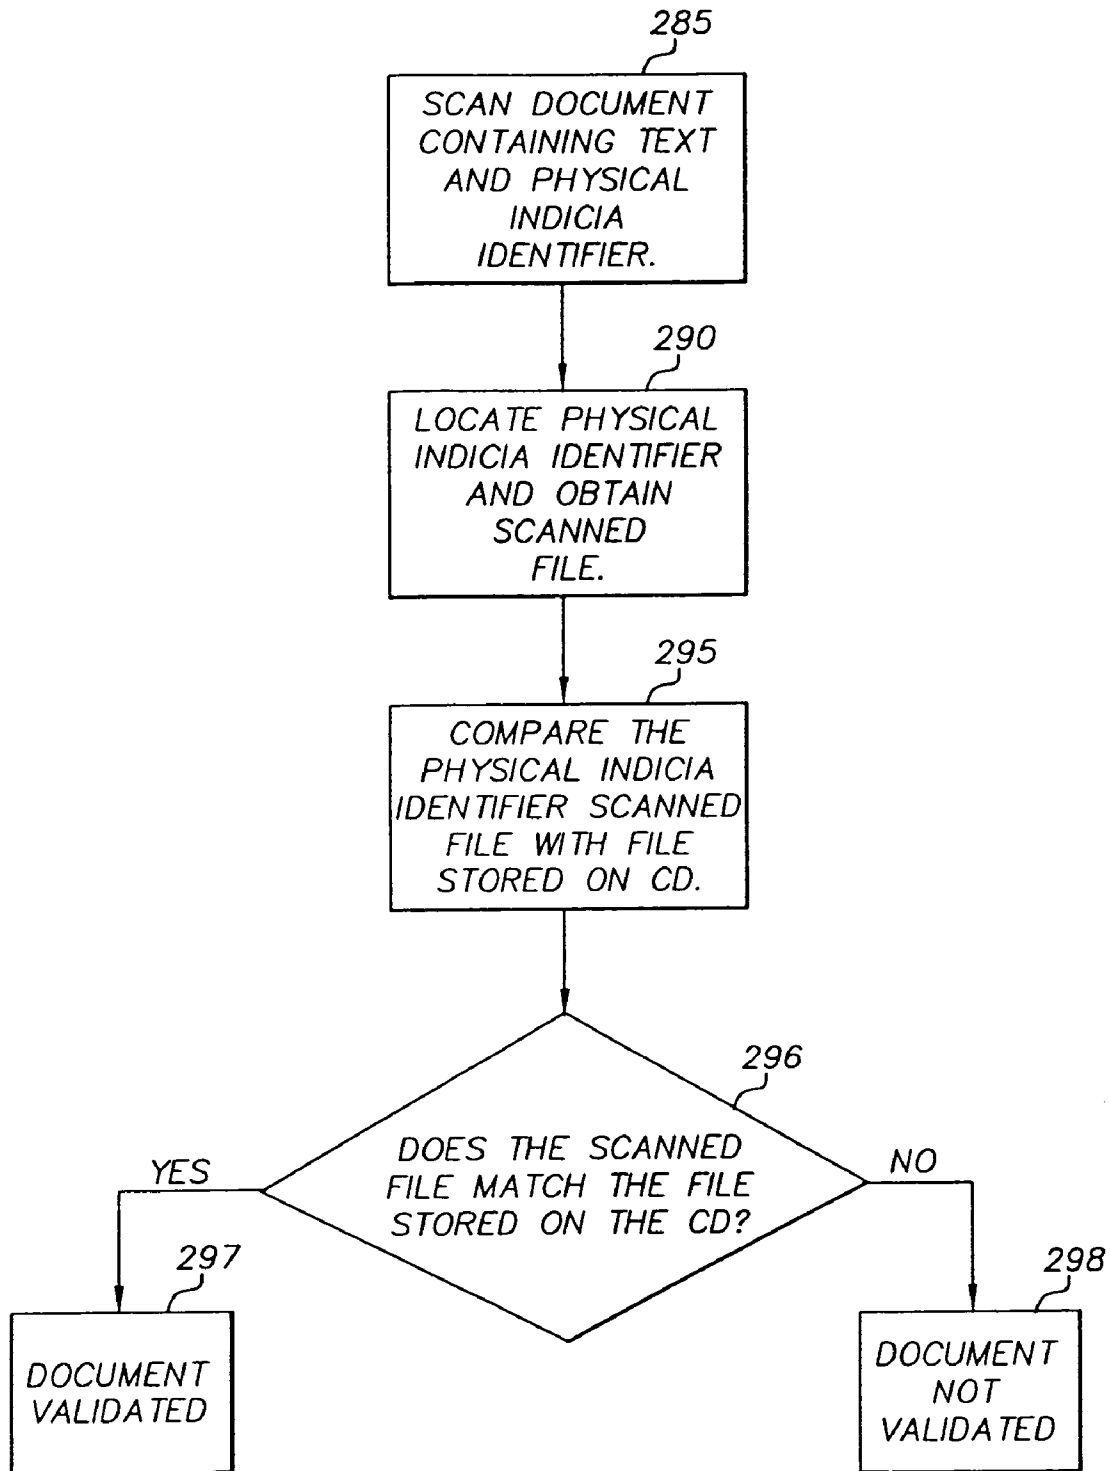 285
SCAN DOCUMENT
CONTAINING TEXT
AND PHYSICAL
INDICIA
IDENTIFIER.
290
LOCATE PHYSICAL
INDICIA IDENTIFIER
AND OBTAIN
SCANNED
FILE.
295
COMPARE THE
PHYSICAL INDICIA
IDENTIFIER SCANNED
FILE WITH FILE
STORED ON CD.
296
DOES THE SCANNED
FILE MATCH THE FILE
STORED ON THE CD?
YES
NO
297
DOCUMENT
VALIDATED
298
DOCUMENT
NOT
VALIDATED